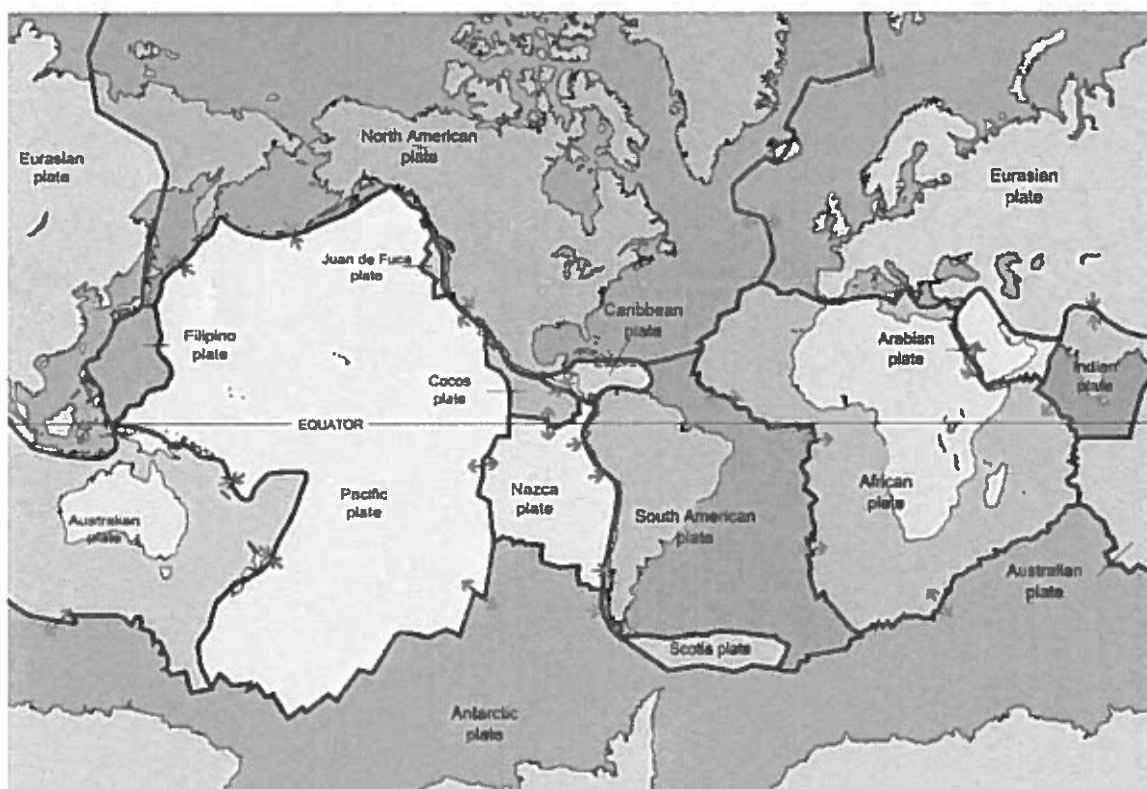 North American
plate
Eurasian
plate
Eurasian
plate
Juan de Fuca
plate
Caribbean
plate
Filipino
plate
Arabian
plate
Cocos
plate
Indian
plate
EQUATOR
Pacific
plate
Nazca
plate
African
plate
Australian
plate
South American
plate
Australian
plate
Scotia plate
Antarctic
plate